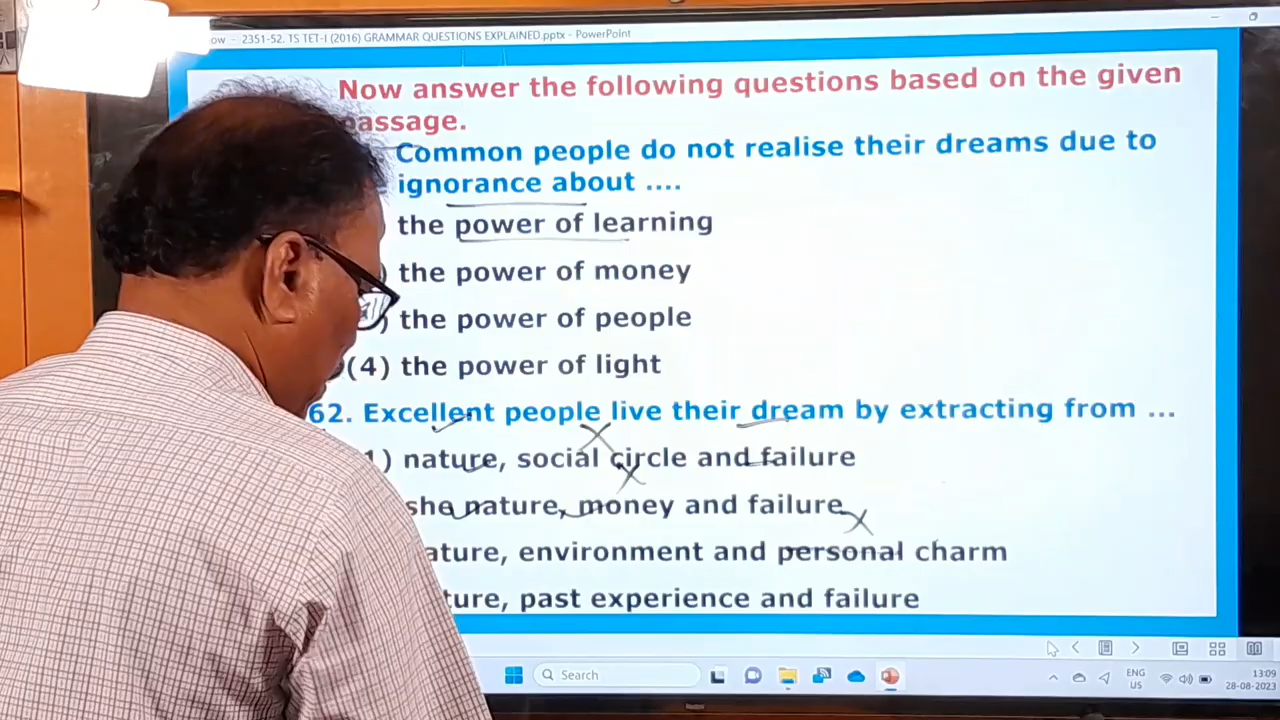 ow - 2351-52. TS TET-I (2016) GRAMMAR QUESTIONS EXPLAINED.pptx - PowerPoint
Now answer the following questions based on the given
passage.
Common people do not realise their dreams due to
ignorance about ....
the power of learning
) the power of money
) the power of people
(4) the power of light
62. Excellent people live their dream by extracting from ...
1) nature, social circle and failure
she nature, money and failure
ature, environment and personal charm
ture, past experience and failure
Search
ENG
US
13:09
28-08-2023